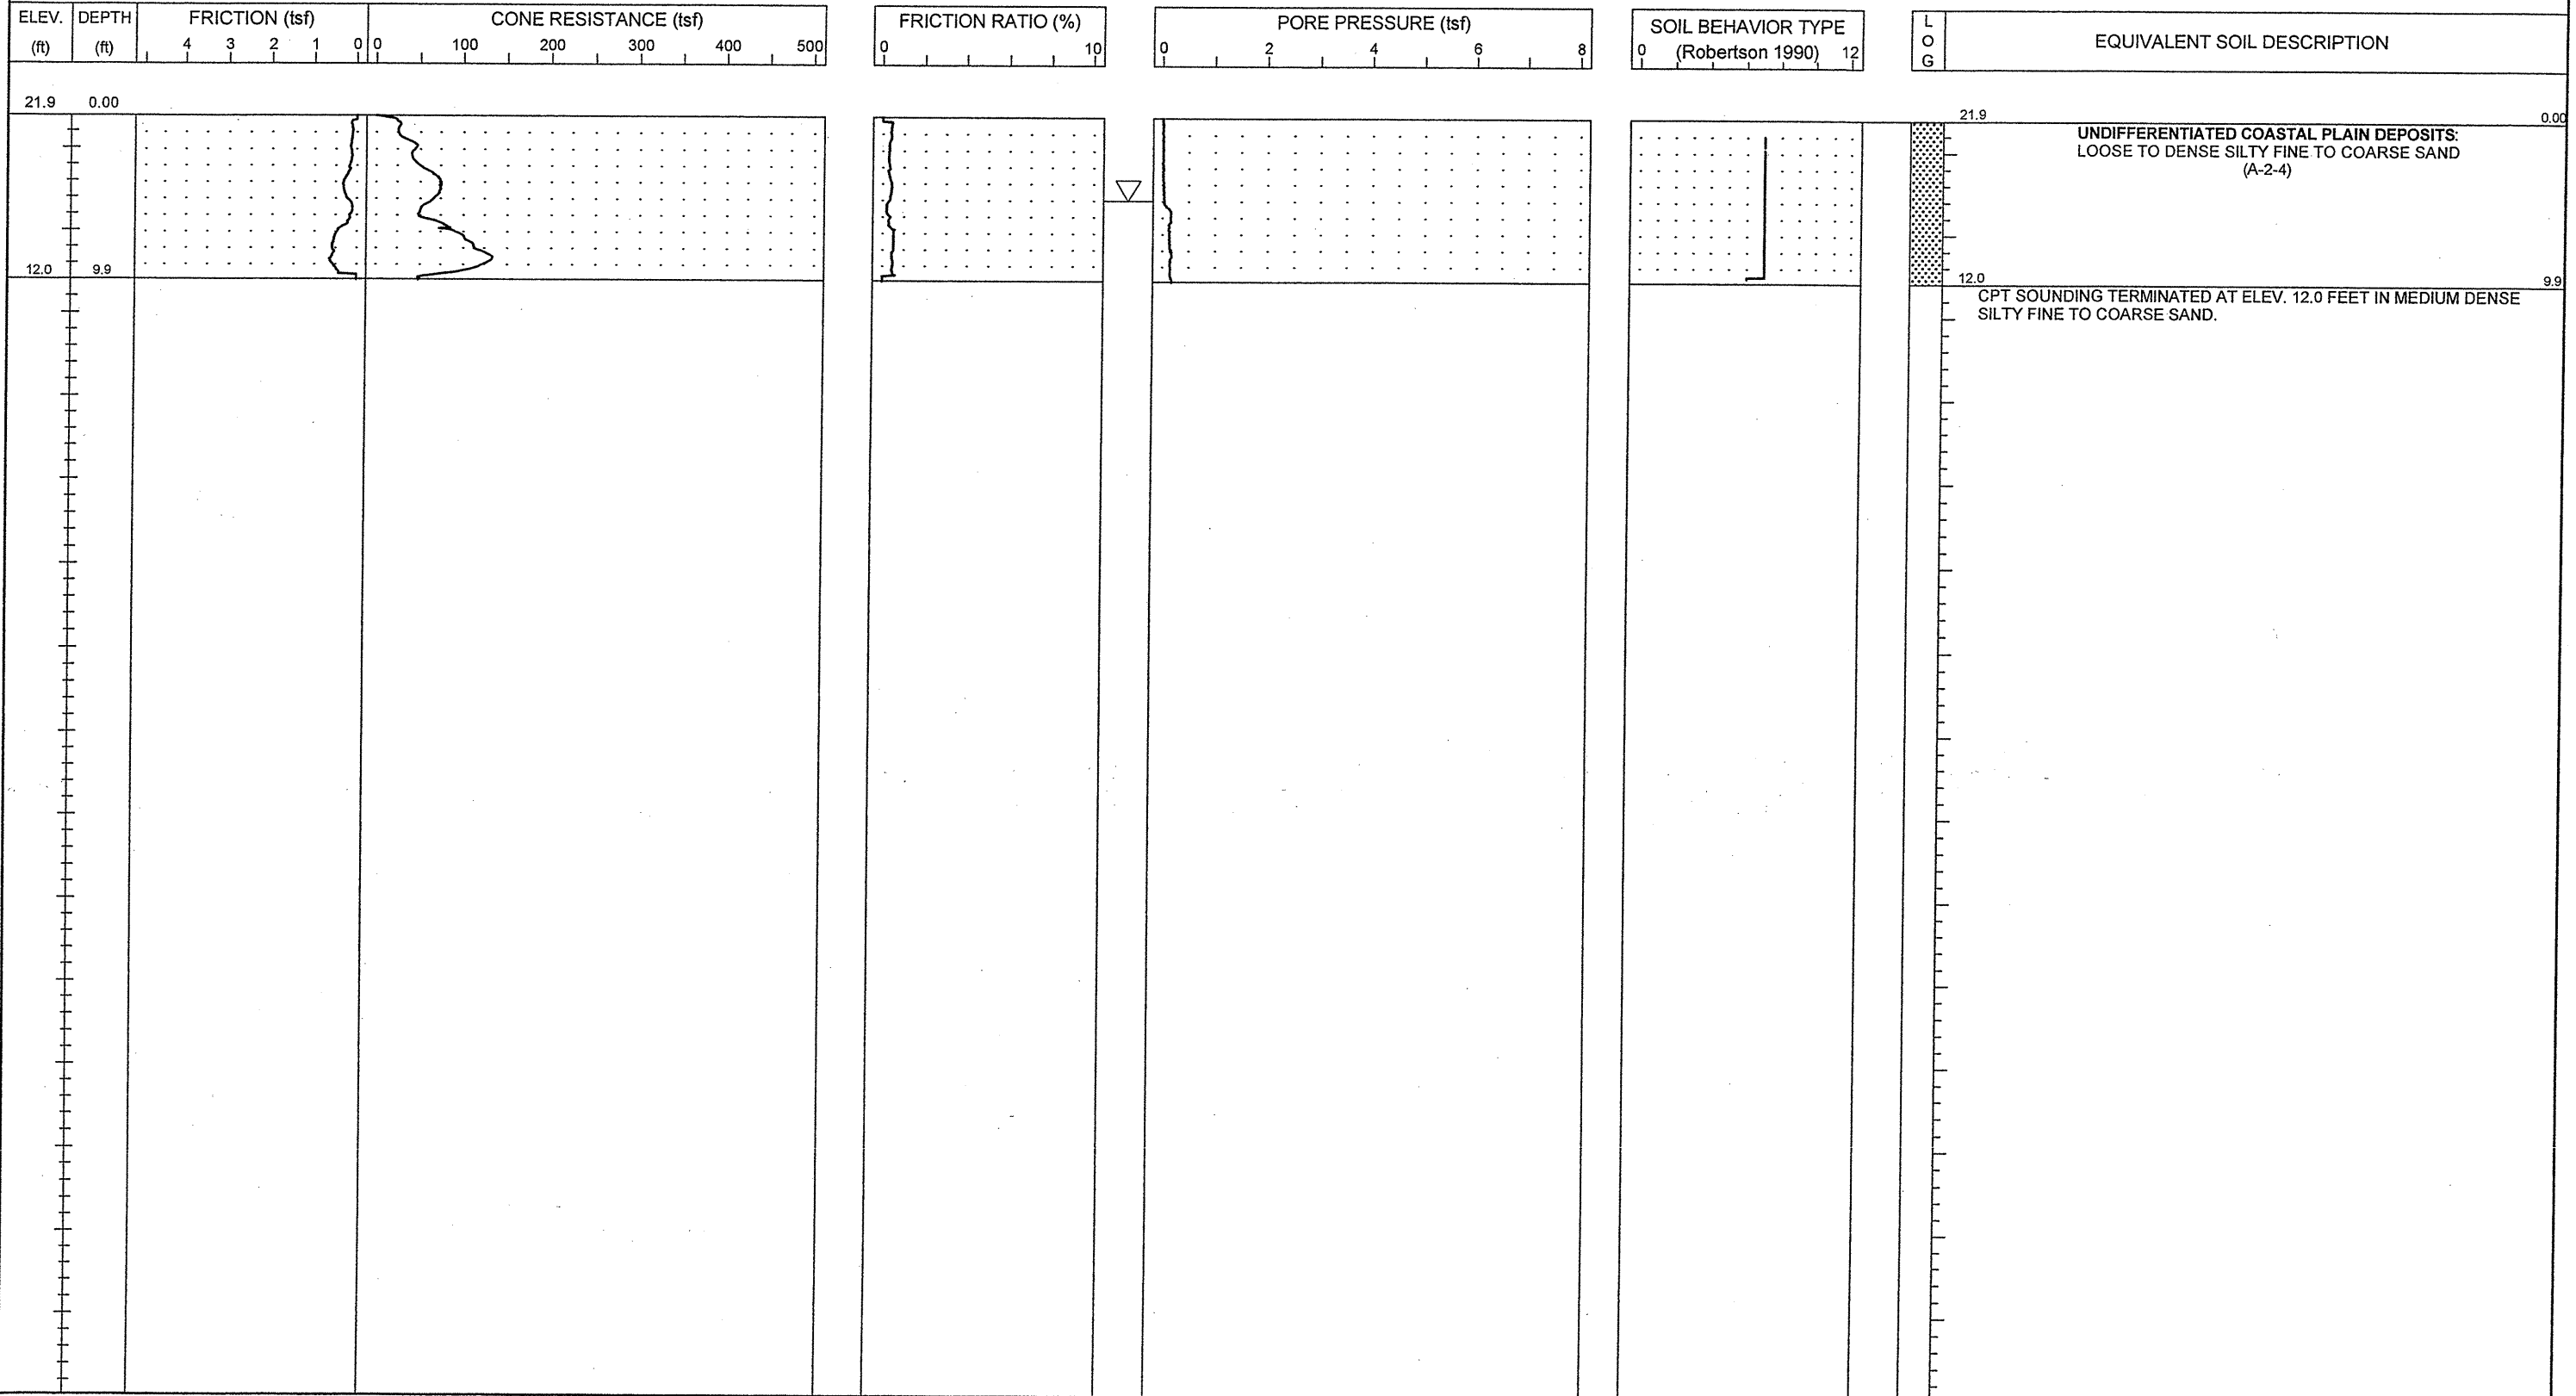 ELEV.
(ft)
DEPTH
(ft)
FRICTION (tsf)
4 3 2 1 0
CONE RESISTANCE (tsf)
0 100 200 300 400 500
FRICTION RATIO (%)
0 10
PORE PRESSURE (tsf)
0 2 4 6 8
SOIL BEHAVIOR TYPE
(Robertson 1990)
0 12
L
O
G
EQUIVALENT SOIL DESCRIPTION
21.9 0.00
21.9 0.00
UNDIFFERENTIATED COASTAL PLAIN DEPOSITS:
LOOSE TO DENSE SILTY FINE TO COARSE SAND
(A-2-4)
12.0 9.9
12.0 9.9
CPT SOUNDING TERMINATED AT ELEV. 12.0 FEET IN MEDIUM DENSE
SILTY FINE TO COARSE SAND.